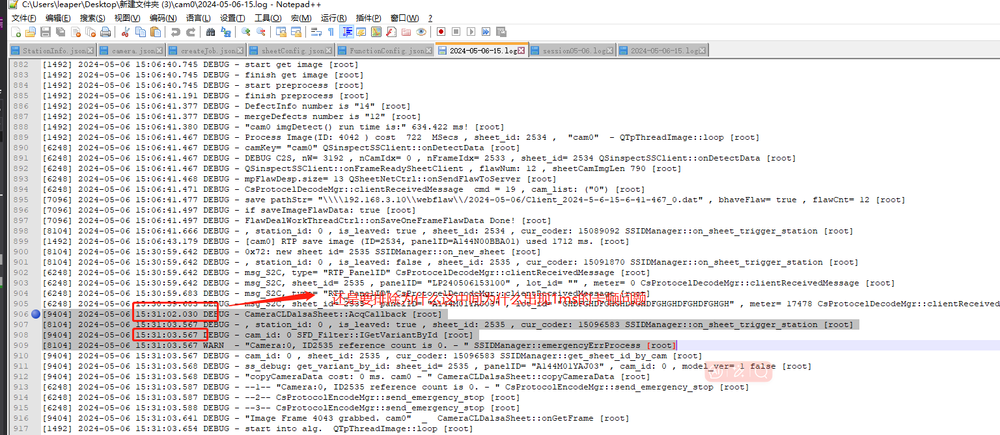 C:\Users\leaper\Desktop\新建文件夹 (3)\cam0\2024-05-06-15.log - Notepad++
文件(F) 编辑(E) 搜索(S) 视图(V) 编码(N) 语言(L) 设置(T) 工具(O) 宏(M) 运行(R) 插件(P) 窗口(W) ?
StationInfo.json camera.json createJob.json sheetConfig.json FunctionConfig.json 2024-05-06-15.log session05-06.log 2024-05-06-15.log
882 [1492] 2024-05-06 15:06:40.745 DEBUG - start get image [root]
883 [1492] 2024-05-06 15:06:40.745 DEBUG - finish get image [root]
884 [1492] 2024-05-06 15:06:40.745 DEBUG - start preprocess [root]
885 [1492] 2024-05-06 15:06:41.191 DEBUG - finish preprocess [root]
886 [1492] 2024-05-06 15:06:41.377 DEBUG - DefectInfo number is "14" [root]
887 [1492] 2024-05-06 15:06:41.377 DEBUG - mergeDefects number is "12" [root]
888 [1492] 2024-05-06 15:06:41.380 DEBUG - "cam0 imgDetect() run time is:" 634.422 ms! [root]
889 [1492] 2024-05-06 15:06:41.467 DEBUG - Process Image(ID: 4042 ) cost 722 MSecs , sheet_id: 2534 , "cam0" - QTpThreadImage::loop [root]
890 [6248] 2024-05-06 15:06:41.467 DEBUG - camKey= "cam0" QSinspectSSClient::onDetectData [root]
891 [6248] 2024-05-06 15:06:41.467 DEBUG - DEBUG C2S, nW= 3192 , nCamIdx= 0 , nFrameIdx= 2533 , sheet_id= 2534 QSinspectSSClient::onDetectData [root]
892 [6248] 2024-05-06 15:06:41.468 DEBUG - QSinspectSSClient::onFrameReadySheetClient , flawNum: 12 , sheetCamImgLen 790 [root]
893 [6248] 2024-05-06 15:06:41.468 DEBUG - mpFlawDesp.size= 13 QSheetNetCtrl::onSendFlawToServer [root]
894 [6248] 2024-05-06 15:06:41.471 DEBUG - CsProtocelDecodeMgr::clientReceivedMessage cmd = 19 , cam_list: ("0") [root]
895 [7096] 2024-05-06 15:06:41.467 DEBUG - save pathStr= "\\\\192.168.3.10\\webflaw\\/2024-05-06/Client_2024-5-6-15-6-41-467_0.dat" , bhaveFlaw= true , flawCnt= 12 [root]
896 [7096] 2024-05-06 15:06:41.497 DEBUG - if saveImageFlawData: true [root]
897 [7096] 2024-05-06 15:06:41.497 DEBUG - FlawDealWorkThreadCtrl::onSaveOneFrameFlawData Done! [root]
898 [8104] 2024-05-06 15:06:41.666 DEBUG - , station_id: 0 , is_leaved: true , sheet_id: 2534 , cur_coder: 15089092 SSIDManager::on_sheet_trigger_station [root]
899 [1492] 2024-05-06 15:06:43.179 DEBUG - [cam0] RTP save image (ID=2534, panelID=A144N00BBA01) used 1712 ms. [root]
900 [8104] 2024-05-06 15:30:59.642 DEBUG - 0x72: new sheet id= 2535 SSIDManager::on_new_sheet [root]
901 [8104] 2024-05-06 15:30:59.642 DEBUG - , station_id: 0 , is_leaved: false , sheet_id: 2535 , cur_coder: 15091870 SSIDManager::on_sheet_trigger_station [root]
902 [6248] 2024-05-06 15:30:59.642 DEBUG - msg_S2C, type= "RTP_PanelID" CsProtocelDecodeMgr::clientReceivedMessage [root]
903 [6248] 2024-05-06 15:30:59.642 DEBUG - msg_S2C, sheet_id= 2535 , panelID= "LP240506153100" , lot_id= "" , meter= 0 CsProtocelDecodeMgr::clientReceivedMessage [root]
904 [6248] 2024-05-06 15:30:59.683 DEBUG - msg_S2C, type= "RTP_PanelID" CsProtocelDecodeMgr::clientReceivedMessage [root]
还是要排除为什么这中间为什么出现1ms的卡顿问题
905 [6248] 2024-05-06 15:30:59.683 DEBUG - msg_S2C, sheet_id= 2535 , panelID= "A144M01YAJ03" , meter= 17478 CsProtocelDecodeMgr::clientReceived
906 [9404] 2024-05-06 15:31:02.030 DEBUG - CameraCLDalsaSheet::AcqCallback [root]
907 [8104] 2024-05-06 15:31:03.567 DEBUG - , station_id: 0 , is_leaved: true , sheet_id: 2535 , cur_coder: 15096583 SSIDManager::on_sheet_trigger_station [root]
908 [9404] 2024-05-06 15:31:03.567 DEBUG - cam_id: 0 SFD_Filter::IGetVariantById [root]
909 [8104] 2024-05-06 15:31:03.567 WARN - "Camera:0, ID2535 reference count is 0. - " SSIDManager::emergencyErrProcess [root]
910 [9404] 2024-05-06 15:31:03.567 DEBUG - cam_id: 0 , sheet_id: 2535 , cur_coder: 15096583 SSIDManager::get_sheet_id_by_cam [root]
911 [9404] 2024-05-06 15:31:03.568 DEBUG - ss_debug: get_variant_by_id: sheet_id= 2535 , panelID= "A144M01YAJ03" , cam_id: 0 , model_ver= 1 false [root]
912 [9404] 2024-05-06 15:31:03.568 DEBUG - "copyCameraData cost: 0 ms. cam0 - " CameraCLDalsaSheet::copyCameraData [root]
913 [6248] 2024-05-06 15:31:03.587 DEBUG - --1-- "Camera:0, ID2535 reference count is 0. - " CsProtocolEncodeMgr::send_emergency_stop [root]
914 [6248] 2024-05-06 15:31:03.587 DEBUG - --2-- CsProtocolEncodeMgr::send_emergency_stop [root]
915 [6248] 2024-05-06 15:31:03.588 DEBUG - --3-- CsProtocolEncodeMgr::send_emergency_stop [root]
916 [9404] 2024-05-06 15:31:03.641 DEBUG - "Image Frame 4043 grabbed. cam0" _ CameraCLDalsaSheet::onGetFrame [root]
917 [1492] 2024-05-06 15:31:03.654 DEBUG - start into alg. QTpThreadImage::loop [root]